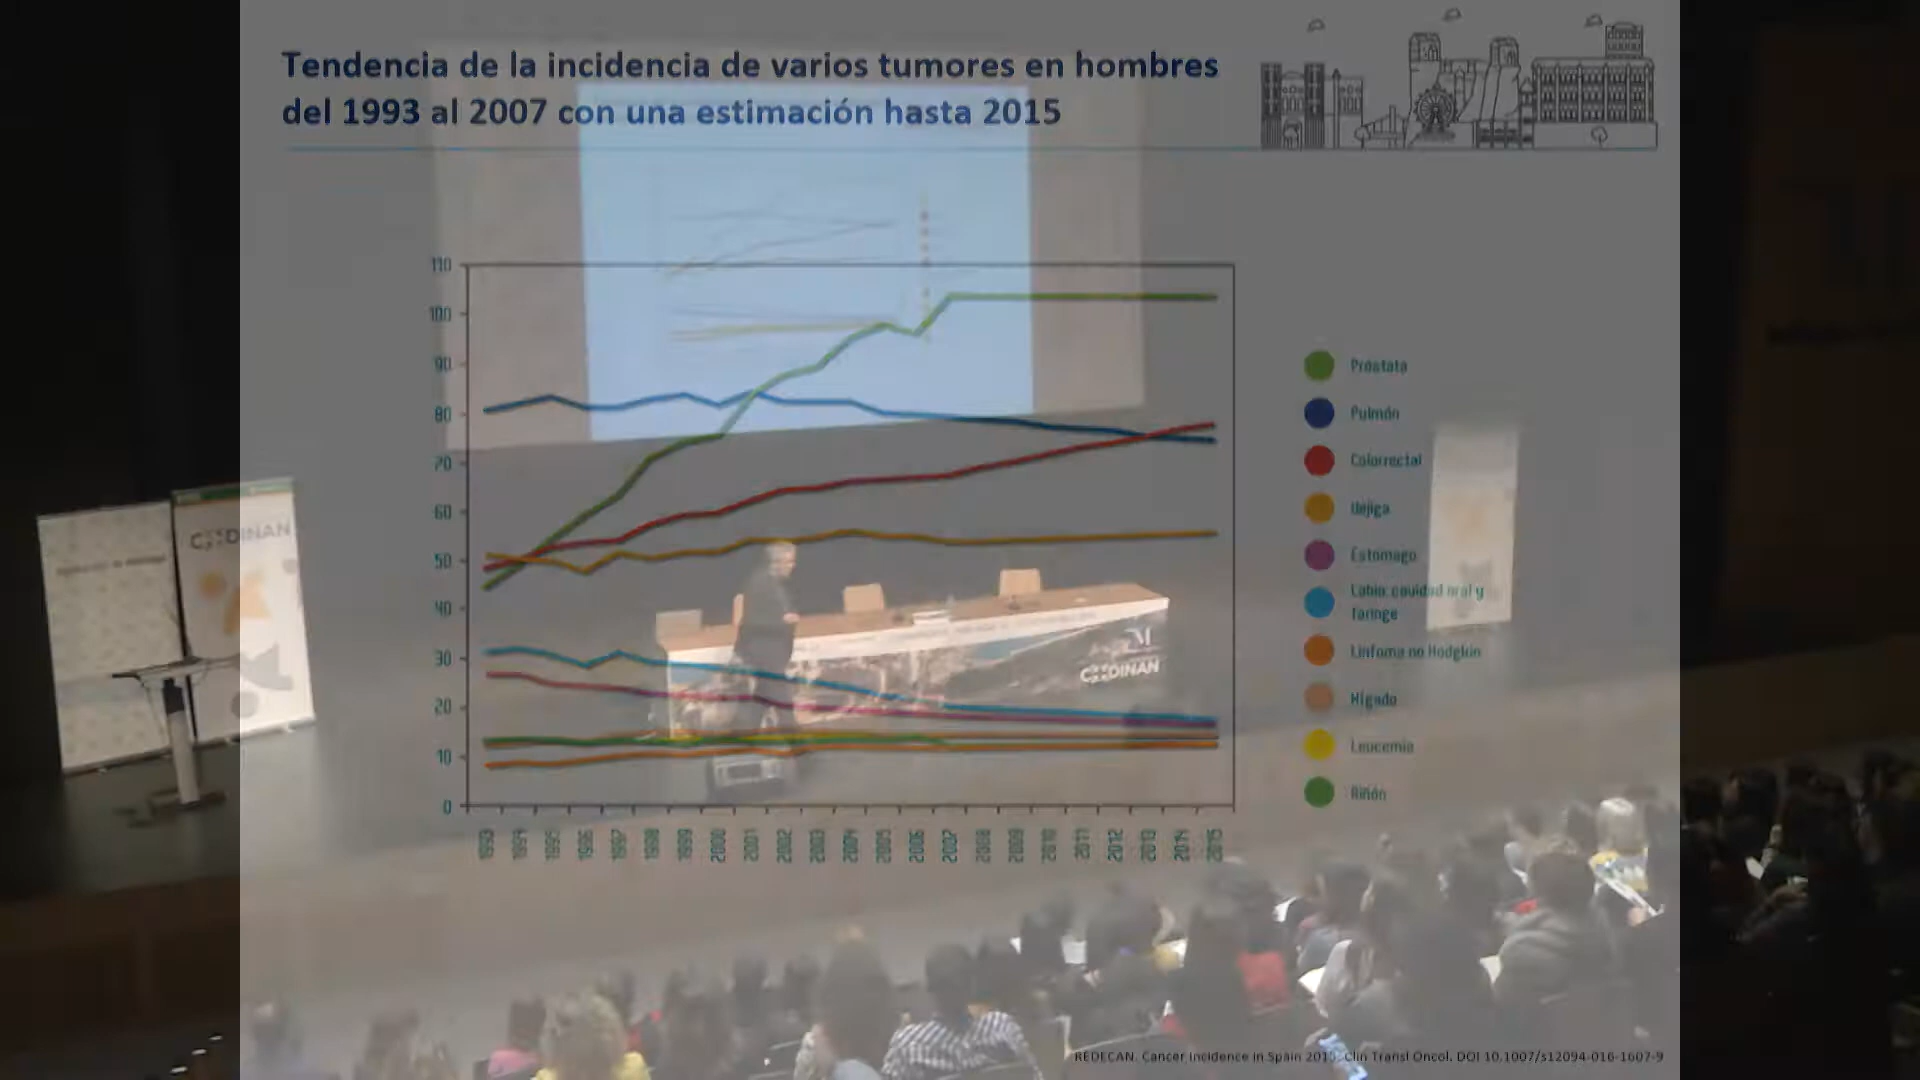 Tendencia de la incidencia de varios tumores en hombres
del 1993 al 2007 con una estimación hasta 2015
110
100
90
80
70
60
50
40
30
20
10
0
1993
1994
1995
1996
1997
1998
1999
2000
2001
2002
2003
2004
2005
2006
2007
2008
2009
2010
2011
2012
2013
2014
2015
Próstata
Pulmón
Colorrectal
Vejiga
Estómago
Labio, cavidad oral y
faringe
Linfoma no Hodgkin
Hígado
Leucemia
Riñón
CODINAN
CODINAN
REDECAN. Cancer incidence in Spain 2015. Clin Transl Oncol. DOI 10.1007/s12094-016-1607-9